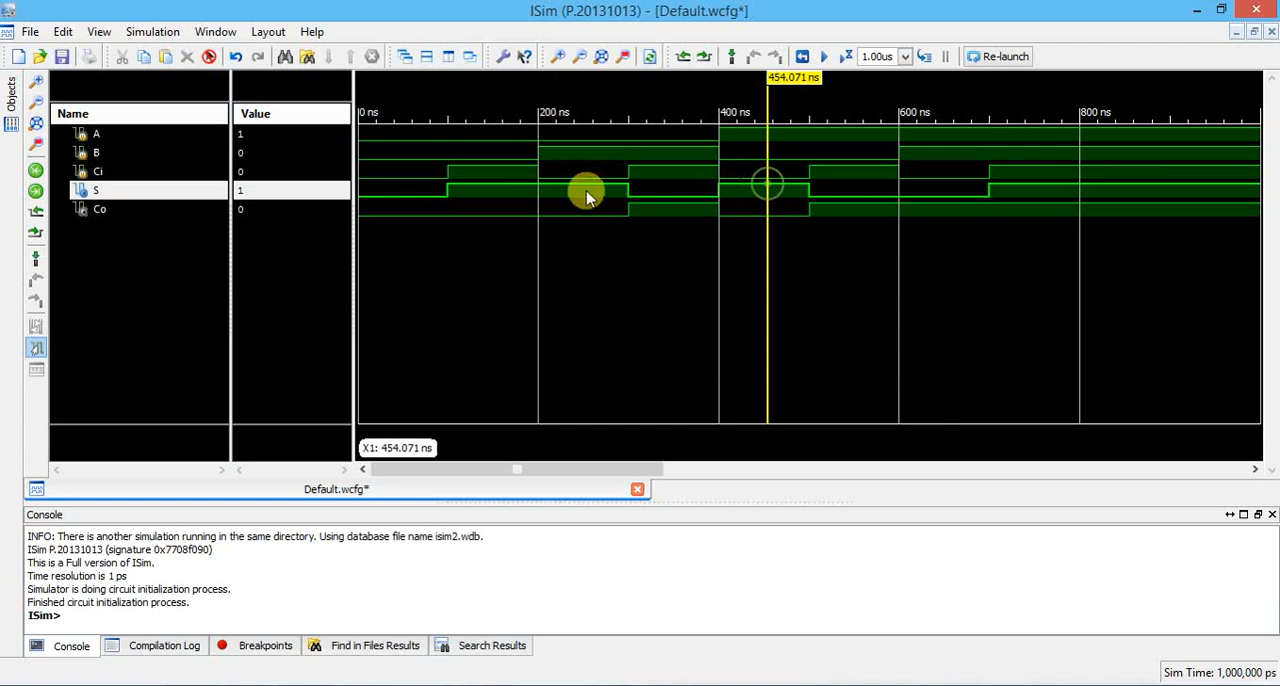 ISim (P.20131013) - [Default.wcfg*]
File Edit View Simulation Window Layout Help
1.00us Re-launch
454.071 ns
Objects
Name Value
0 ns 200 ns 400 ns 600 ns 800 ns
A 1
B 0
Ci 0
S 1
Co 0
X1: 454.071 ns
Default.wcfg*
Console
INFO: There is another simulation running in the same directory. Using database file name isim2.wdb.
ISim P.20131013 (signature 0x7708f090)
This is a Full version of ISim.
Time resolution is 1 ps
Simulator is doing circuit initialization process.
Finished circuit initialization process.
ISim>
Console Compilation Log Breakpoints Find in Files Results Search Results
Sim Time: 1,000,000 ps